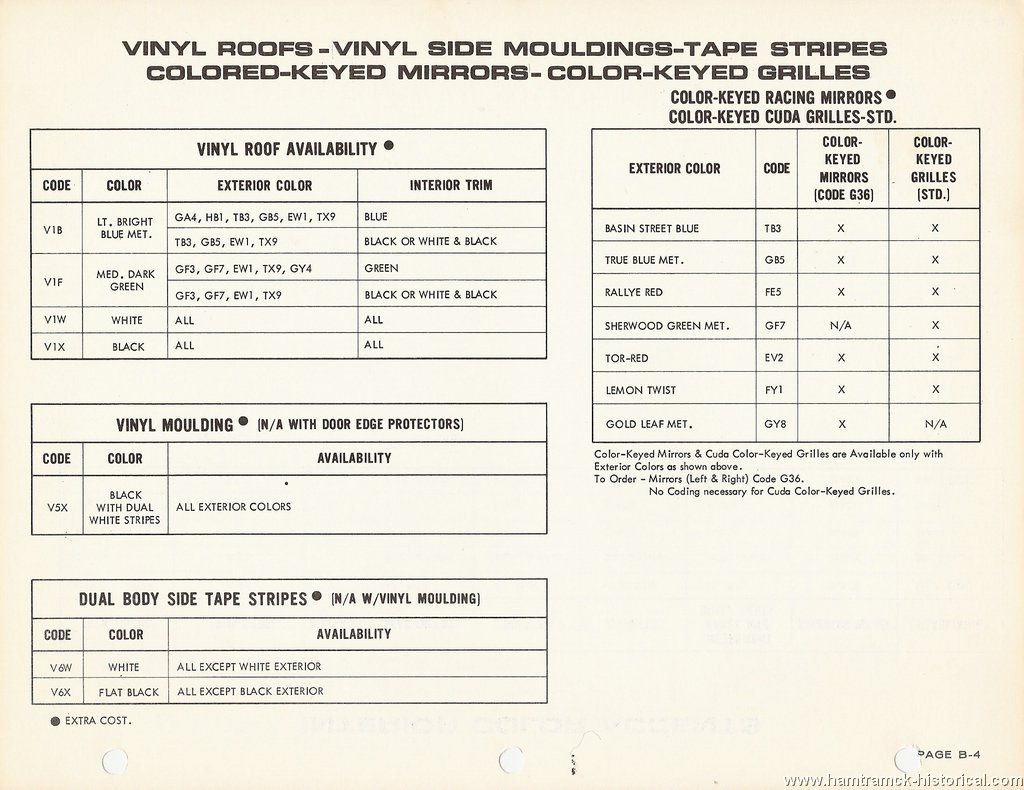 VINYL ROOFS-VINYL SIDE MOULDINGS-TAPE STRIPES
COLORED-KEYED MIRRORS-COLOR-KEYED GRILLES
VINYL ROOF AVAILABILITY ●
CODE COLOR EXTERIOR COLOR INTERIOR TRIM
V1B LT. BRIGHT BLUE MET. GA4, HB1, TB3, GB5, EW1, TX9 BLUE
TB3, GB5, EW1, TX9 BLACK OR WHITE & BLACK
V1F MED. DARK GREEN GF3, GF7, EW1, TX9, GY4 GREEN
GF3, GF7, EW1, TX9 BLACK OR WHITE & BLACK
V1W WHITE ALL ALL
V1X BLACK ALL ALL
VINYL MOULDING ● (N/A WITH DOOR EDGE PROTECTORS)
CODE COLOR AVAILABILITY
V5X BLACK WITH DUAL WHITE STRIPES ALL EXTERIOR COLORS
DUAL BODY SIDE TAPE STRIPES ● (N/A W/VINYL MOULDING)
CODE COLOR AVAILABILITY
V6W WHITE ALL EXCEPT WHITE EXTERIOR
V6X FLAT BLACK ALL EXCEPT BLACK EXTERIOR
● EXTRA COST.
COLOR-KEYED RACING MIRRORS ●
COLOR-KEYED CUDA GRILLES-STD.
EXTERIOR COLOR CODE COLOR-KEYED MIRRORS (CODE G36) COLOR-KEYED GRILLES (STD.)
BASIN STREET BLUE TB3 X X
TRUE BLUE MET. GB5 X X
RALLYE RED FE5 X X
SHERWOOD GREEN MET. GF7 N/A X
TOR-RED EV2 X X
LEMON TWIST FY1 X X
GOLD LEAF MET. GY8 X N/A
Color-Keyed Mirrors & Cuda Color-Keyed Grilles are Available only with
Exterior Colors as shown above.
To Order - Mirrors (Left & Right) Code G36.
No Coding necessary for Cuda Color-Keyed Grilles.
PAGE B-4
www.hamtramck-historical.com